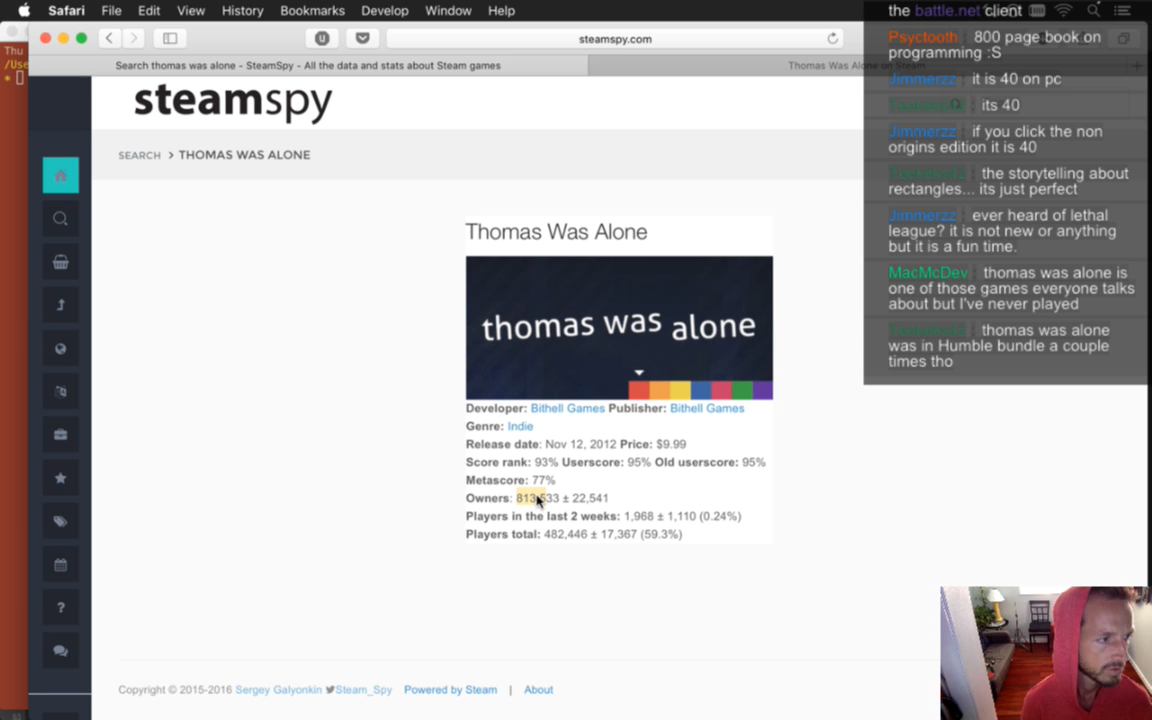 Safari File Edit View History Bookmarks Develop Window Help
the battle.net client
Thu
/Use
*
steamspy.com
Search thomas was alone - SteamSpy - All the data and stats about Steam games
Thomas Was Alone on Steam
steamspy
SEARCH > THOMAS WAS ALONE
Thomas Was Alone
thomas was alone
Developer: Bithell Games Publisher: Bithell Games
Genre: Indie
Release date: Nov 12, 2012 Price: $9.99
Score rank: 93% Userscore: 95% Old userscore: 95%
Metascore: 77%
Owners: 813,533 ± 22,541
Players in the last 2 weeks: 1,968 ± 1,110 (0.24%)
Players total: 482,446 ± 17,367 (59.3%)
Copyright © 2015-2016 Sergey Galyonkin Steam_Spy Powered by Steam | About
Psyctooth : 800 page book on
programming :S
Jimmerzz : it is 40 on pc
: its 40
Jimmerzz : if you click the non
origins edition it is 40
: the storytelling about
rectangles... its just perfect
Jimmerzz : ever heard of lethal
league? it is not new or anything
but it is a fun time.
MacMcDev : thomas was alone is
one of those games everyone talks
about but I've never played
: thomas was alone
was in Humble bundle a couple
times tho